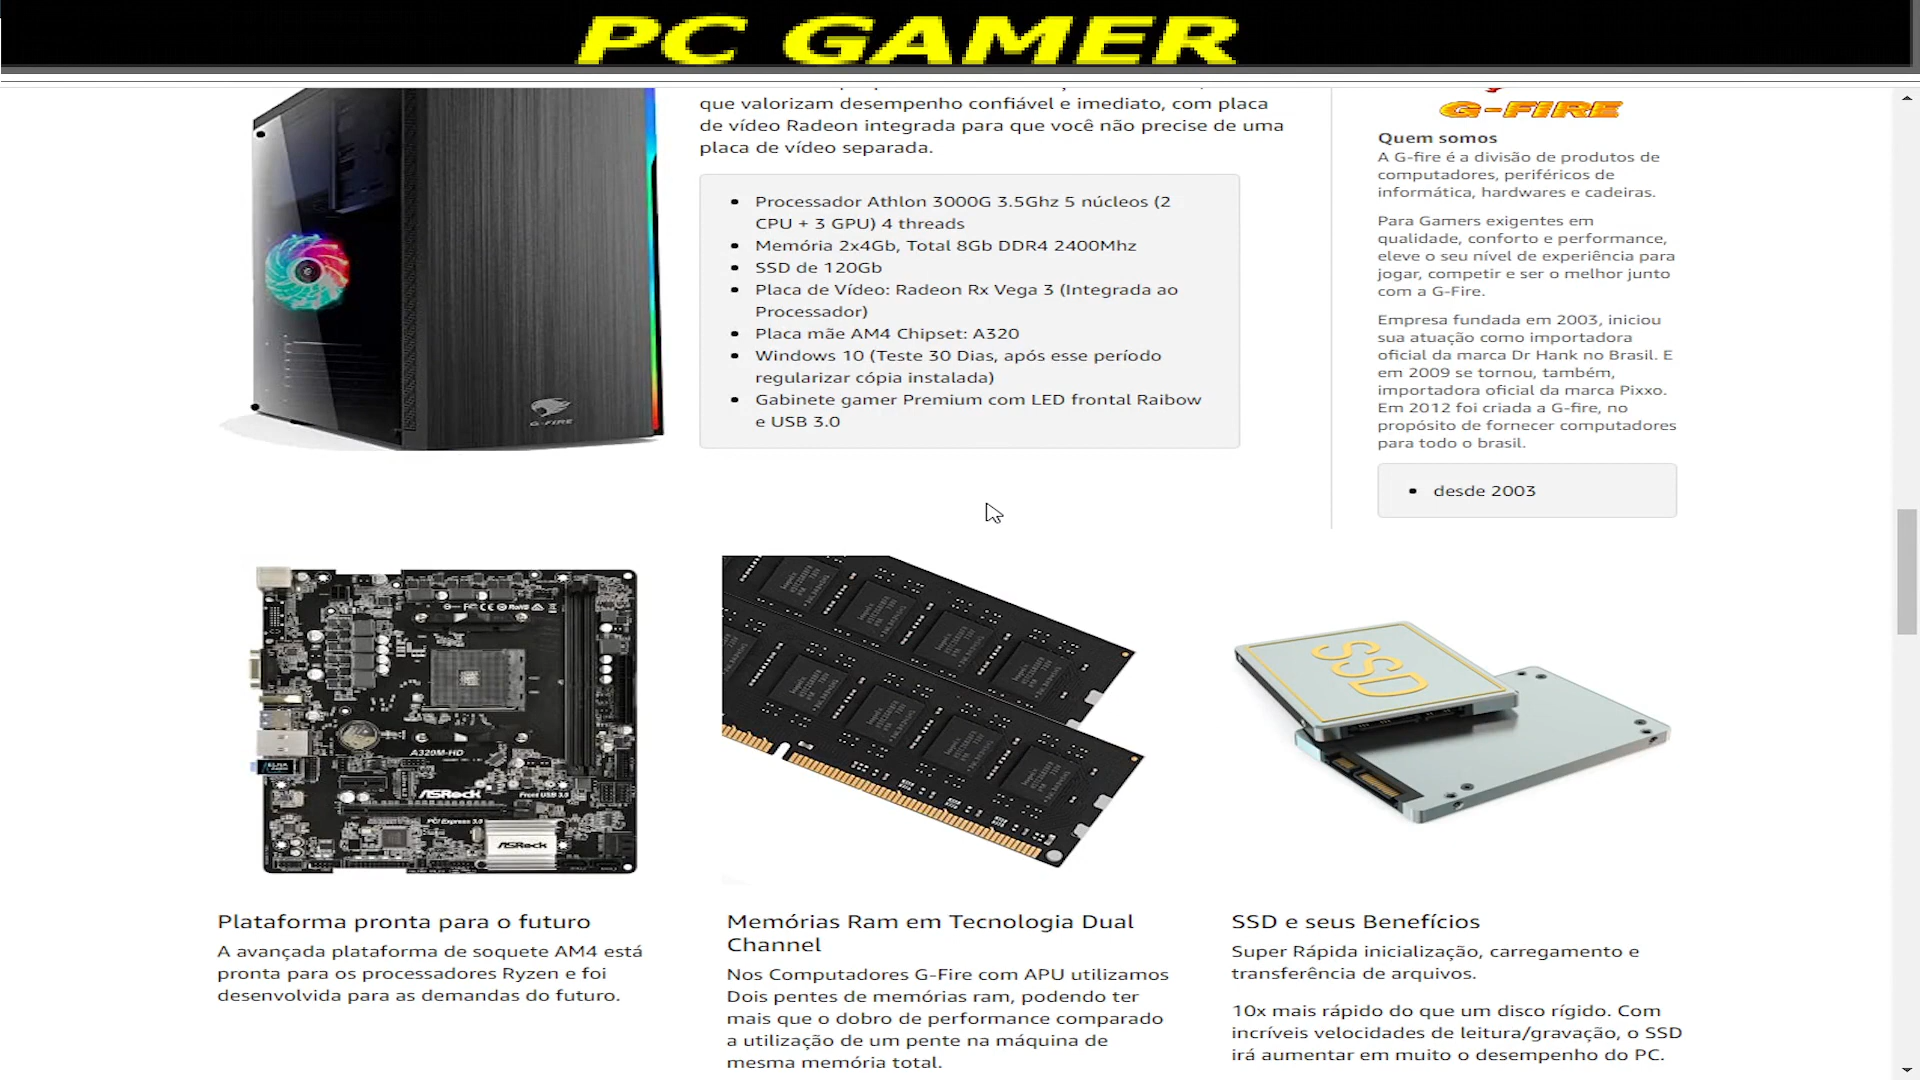 PC GAMER
que valorizam desempenho confiável e imediato, com placa
de vídeo Radeon integrada para que você não precise de uma
placa de vídeo separada.
Processador Athlon 3000G 3.5Ghz 5 núcleos (2
CPU + 3 GPU) 4 threads
Memória 2x4Gb, Total 8Gb DDR4 2400Mhz
SSD de 120Gb
Placa de Vídeo: Radeon Rx Vega 3 (Integrada ao
Processador)
Placa mãe AM4 Chipset: A320
Windows 10 (Teste 30 Dias, após esse período
regularizar cópia instalada)
Gabinete gamer Premium com LED frontal Raibow
e USB 3.0
G-FIRE
G-FIRE
Quem somos
A G-fire é a divisão de produtos de
computadores, periféricos de
informática, hardwares e cadeiras.
Para Gamers exigentes em
qualidade, conforto e performance,
eleve o seu nível de experiência para
jogar, competir e ser o melhor junto
com a G-Fire.
Empresa fundada em 2003, iniciou
sua atuação como importadora
oficial da marca Dr Hank no Brasil. E
em 2009 se tornou, também,
importadora oficial da marca Pixxo.
Em 2012 foi criada a G-fire, no
propósito de fornecer computadores
para todo o brasil.
desde 2003
A320M-HD
ASRock
Front USB 3.0
PCI Express 3.0
ASRock
SSD
Plataforma pronta para o futuro
A avançada plataforma de soquete AM4 está
pronta para os processadores Ryzen e foi
desenvolvida para as demandas do futuro.
Memórias Ram em Tecnologia Dual
Channel
Nos Computadores G-Fire com APU utilizamos
Dois pentes de memórias ram, podendo ter
mais que o dobro de performance comparado
a utilização de um pente na máquina de
mesma memória total.
SSD e seus Benefícios
Super Rápida inicialização, carregamento e
transferência de arquivos.
10x mais rápido do que um disco rígido. Com
incríveis velocidades de leitura/gravação, o SSD
irá aumentar em muito o desempenho do PC.